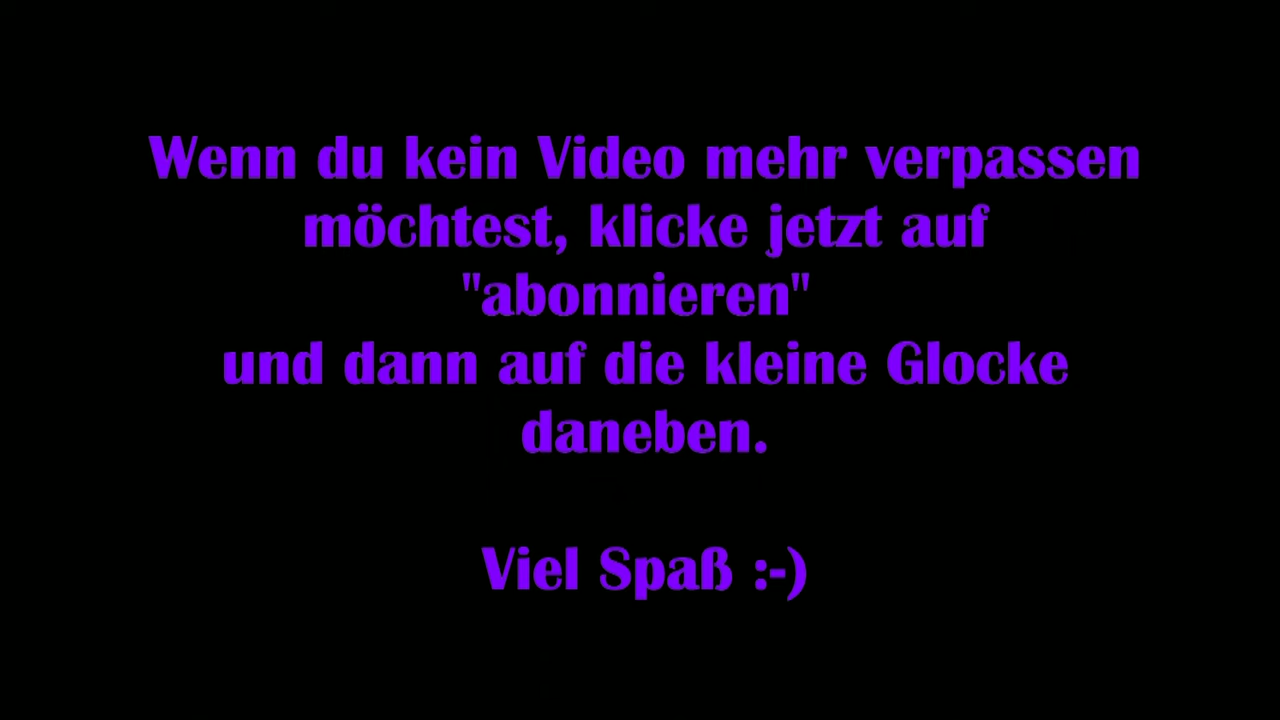 Wenn du kein Video mehr verpassen
möchtest, klicke jetzt auf
"abonnieren"
und dann auf die kleine Glocke
daneben.
Viel Spaß :-)